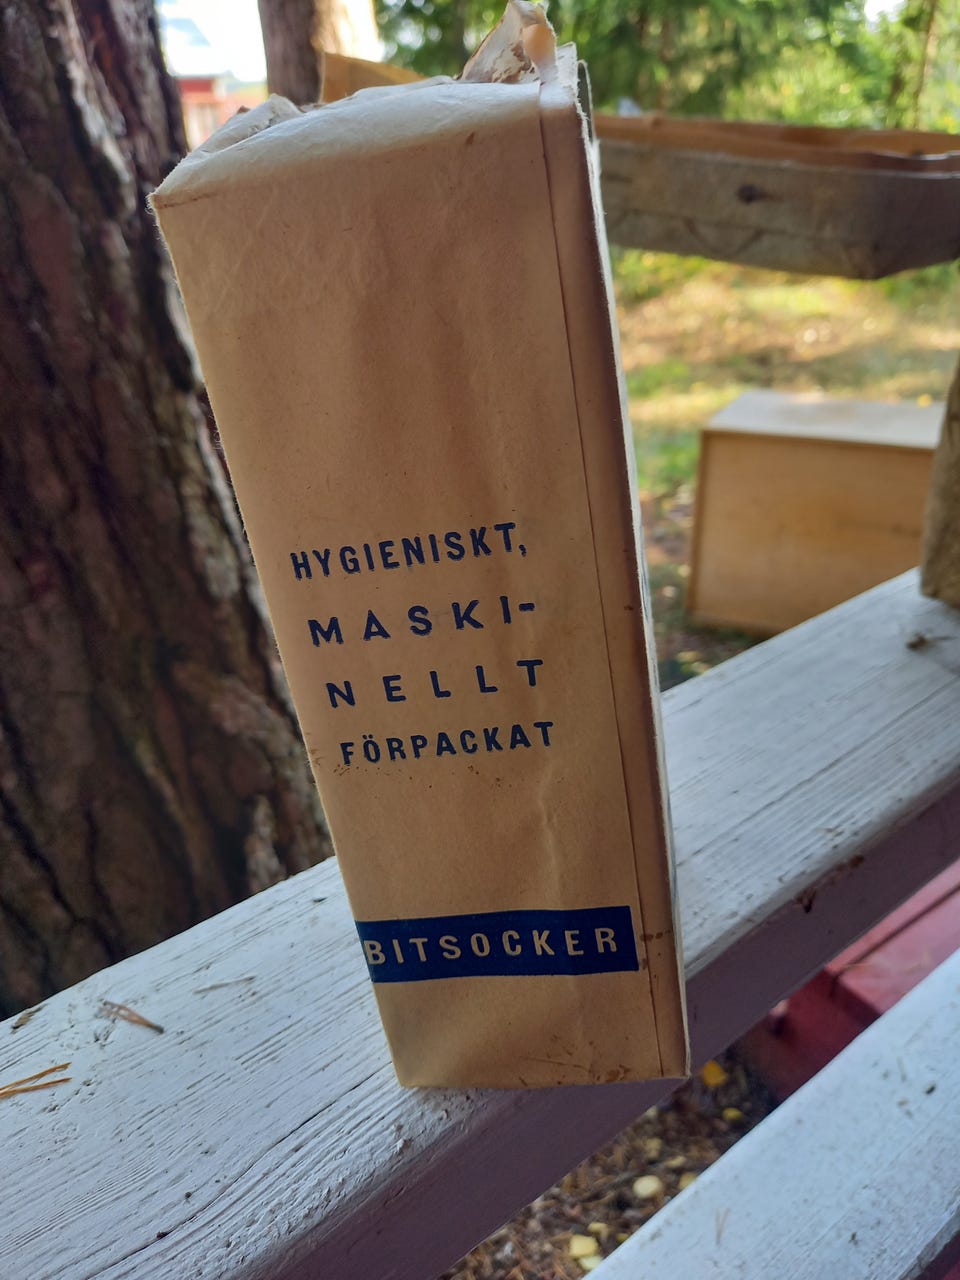 HYGIENISKT,
MASKI-
NELLT
FÖRPACKAT
BITSOCKER